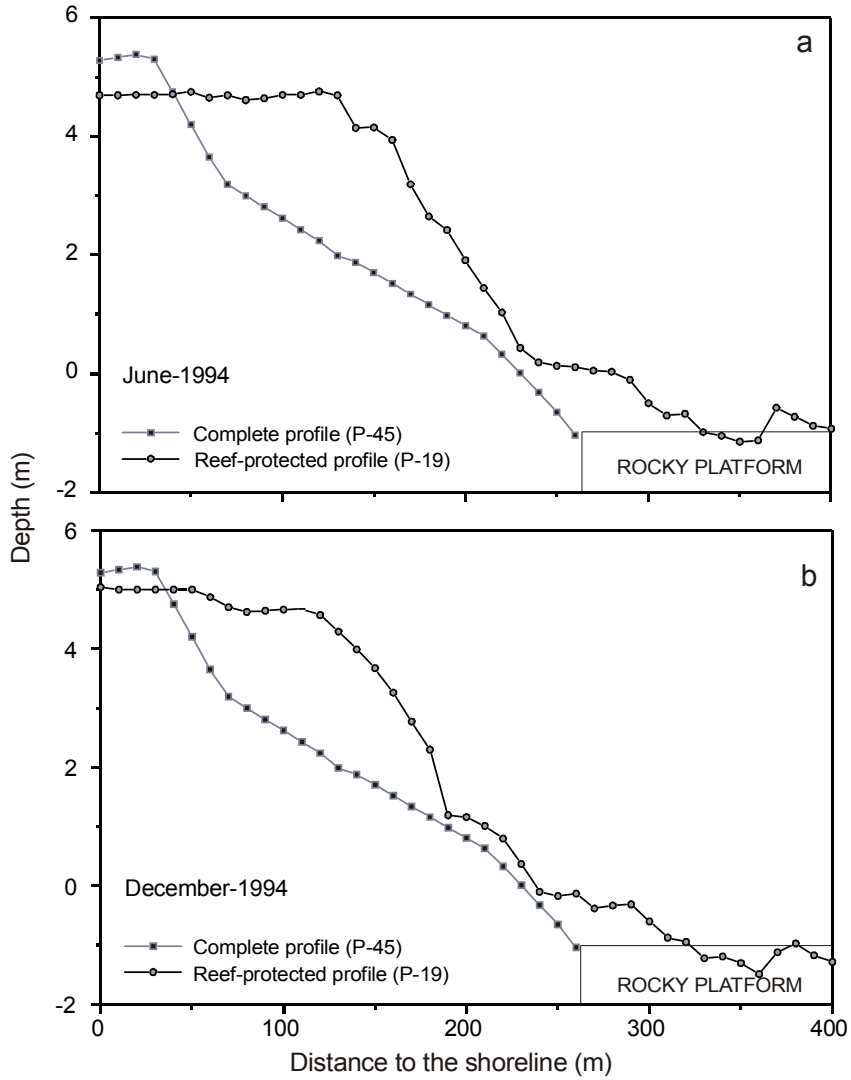 6
a
4
2
0
-2
June-1994
Complete profile (P-45)
Reef-protected profile (P-19)
ROCKY PLATFORM
Depth (m)
6
b
4
2
0
-2
December-1994
Complete profile (P-45)
Reef-protected profile (P-19)
ROCKY PLATFORM
0 100 200 300 400
Distance to the shoreline (m)